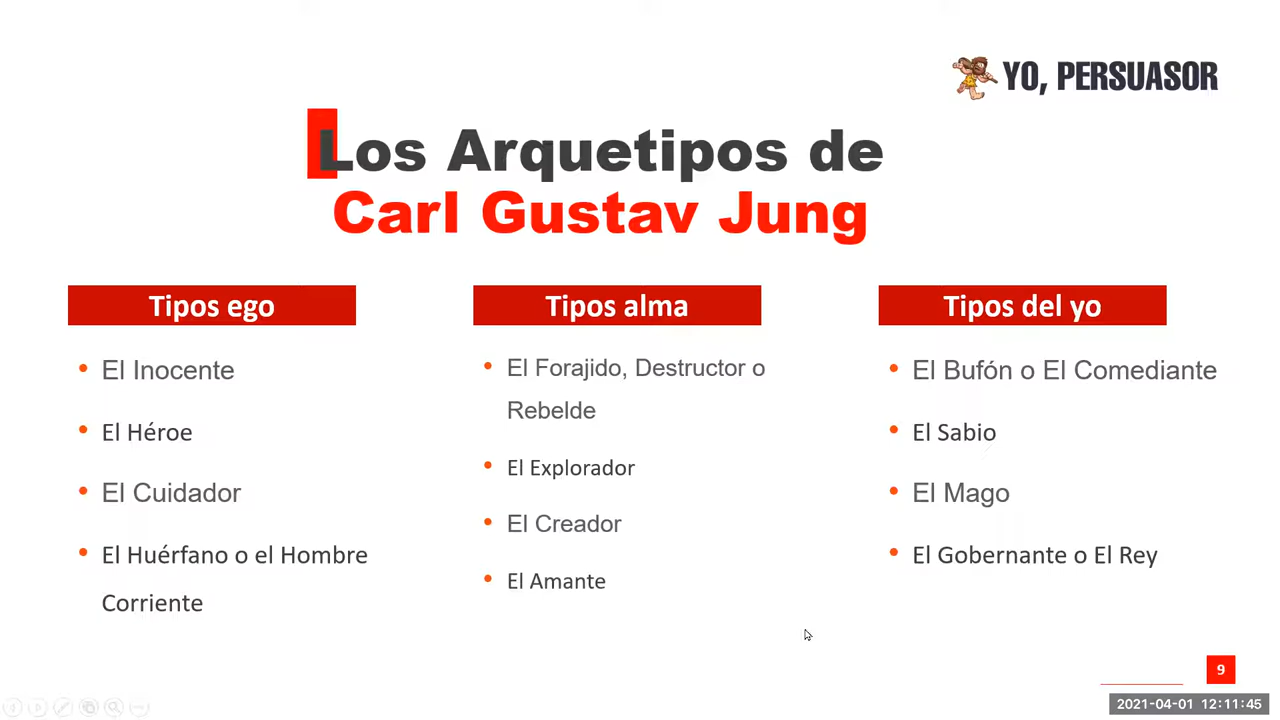 YO, PERSUASOR
Los Arquetipos de
Carl Gustav Jung
Tipos ego
• El Inocente
• El Héroe
• El Cuidador
• El Huérfano o el Hombre
Corriente
Tipos alma
• El Forajido, Destructor o
Rebelde
• El Explorador
• El Creador
• El Amante
Tipos del yo
• El Bufón o El Comediante
• El Sabio
• El Mago
• El Gobernante o El Rey
9
2021-04-01 12:11:45